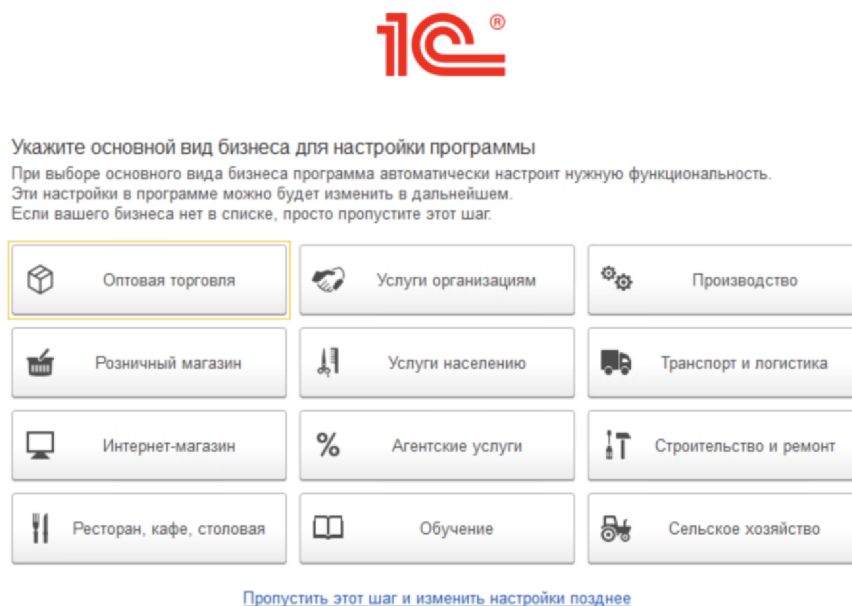 1С®
Укажите основной вид бизнеса для настройки программы
При выборе основного вида бизнеса программа автоматически настроит нужную функциональность.
Эти настройки в программе можно будет изменить в дальнейшем.
Если вашего бизнеса нет в списке, просто пропустите этот шаг.
Оптовая торговля
Услуги организациям
Производство
Розничный магазин
Услуги населению
Транспорт и логистика
Интернет-магазин
%
Агентские услуги
Строительство и ремонт
Ресторан, кафе, столовая
Обучение
Сельское хозяйство
Пропустить этот шаг и изменить настройки позднее